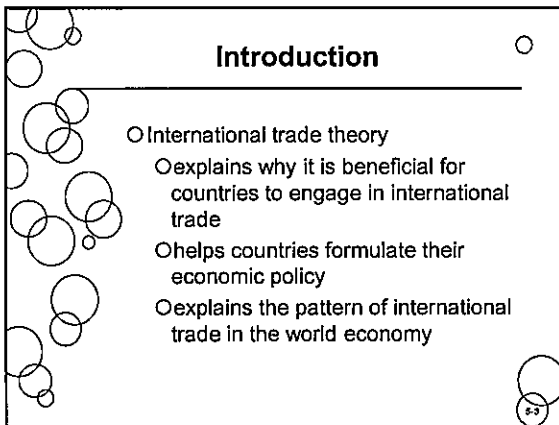 Introduction
International trade theory
explains why it is beneficial for
countries to engage in international
trade
helps countries formulate their
economic policy
explains the pattern of international
trade in the world economy
5-3